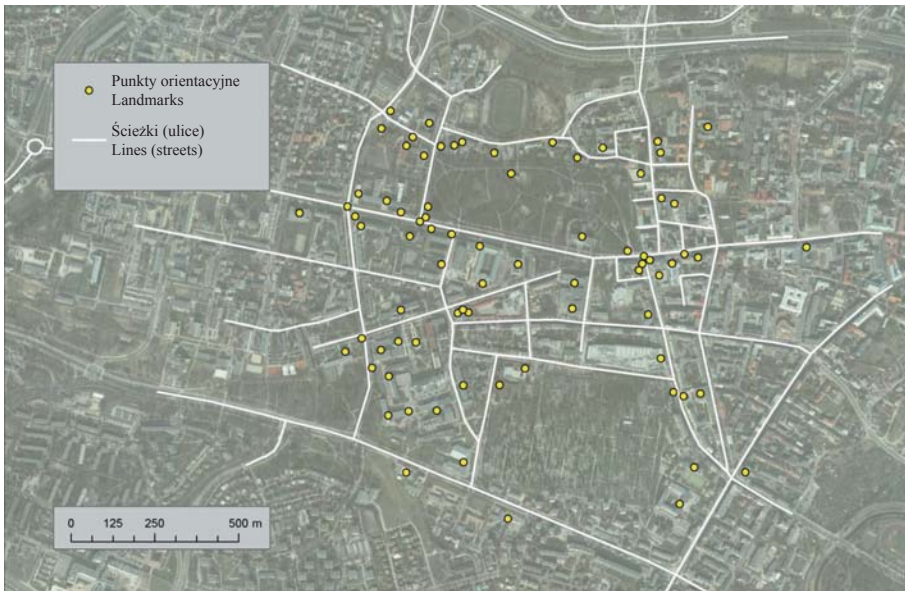 Punkty orientacyjne
Landmarks
Ścieżki (ulice)
Lines (streets)
0 125 250 500 m